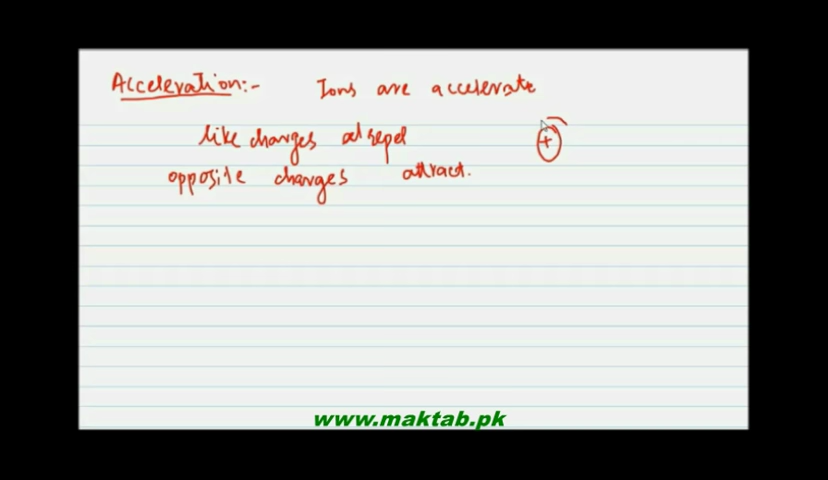 Acceleration:- Ions are accelerate
like charges repel
opposite charges attract.
+
www.maktab.pk